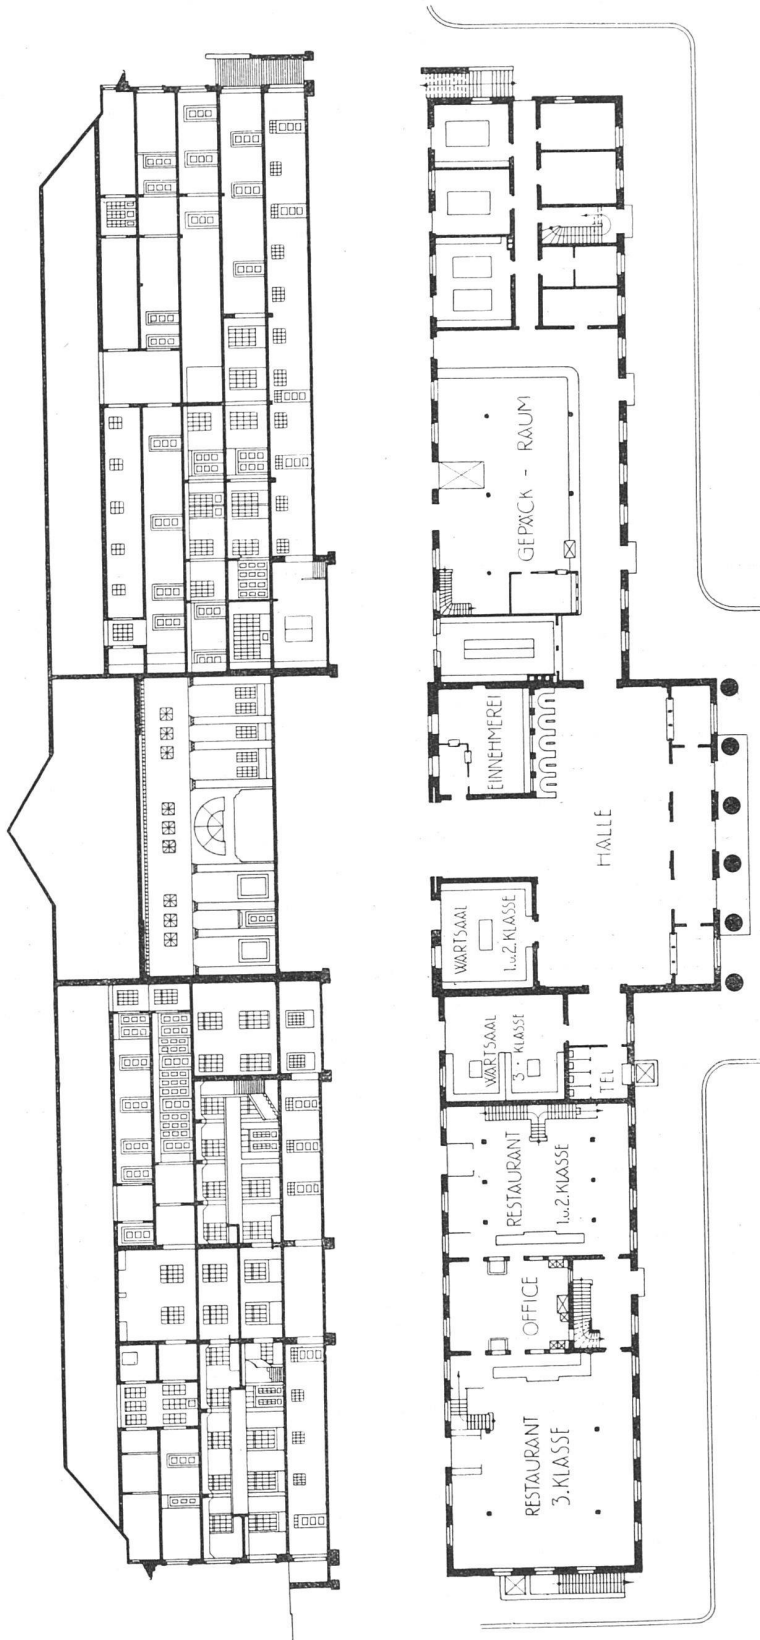 GEPÄCK - RAUM
EINNEHMEREI
HALLE
WARTSAAL
1.u.2.KLASSE
WARTSAAL
3. KLASSE
TEL
RESTAURANT
1.u.2.KLASSE
OFFICE
RESTAURANT
3.KLASSE